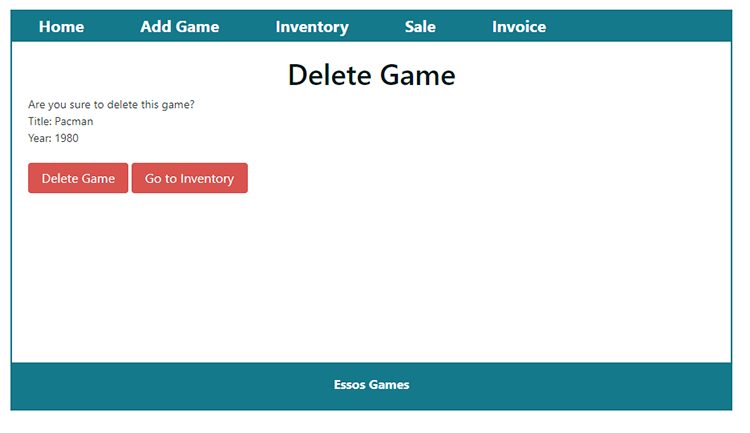 Home Add Game Inventory Sale Invoice
Delete Game
Are you sure to delete this game?
Title: Pacman
Year: 1980
Delete Game Go to Inventory
Essos Games